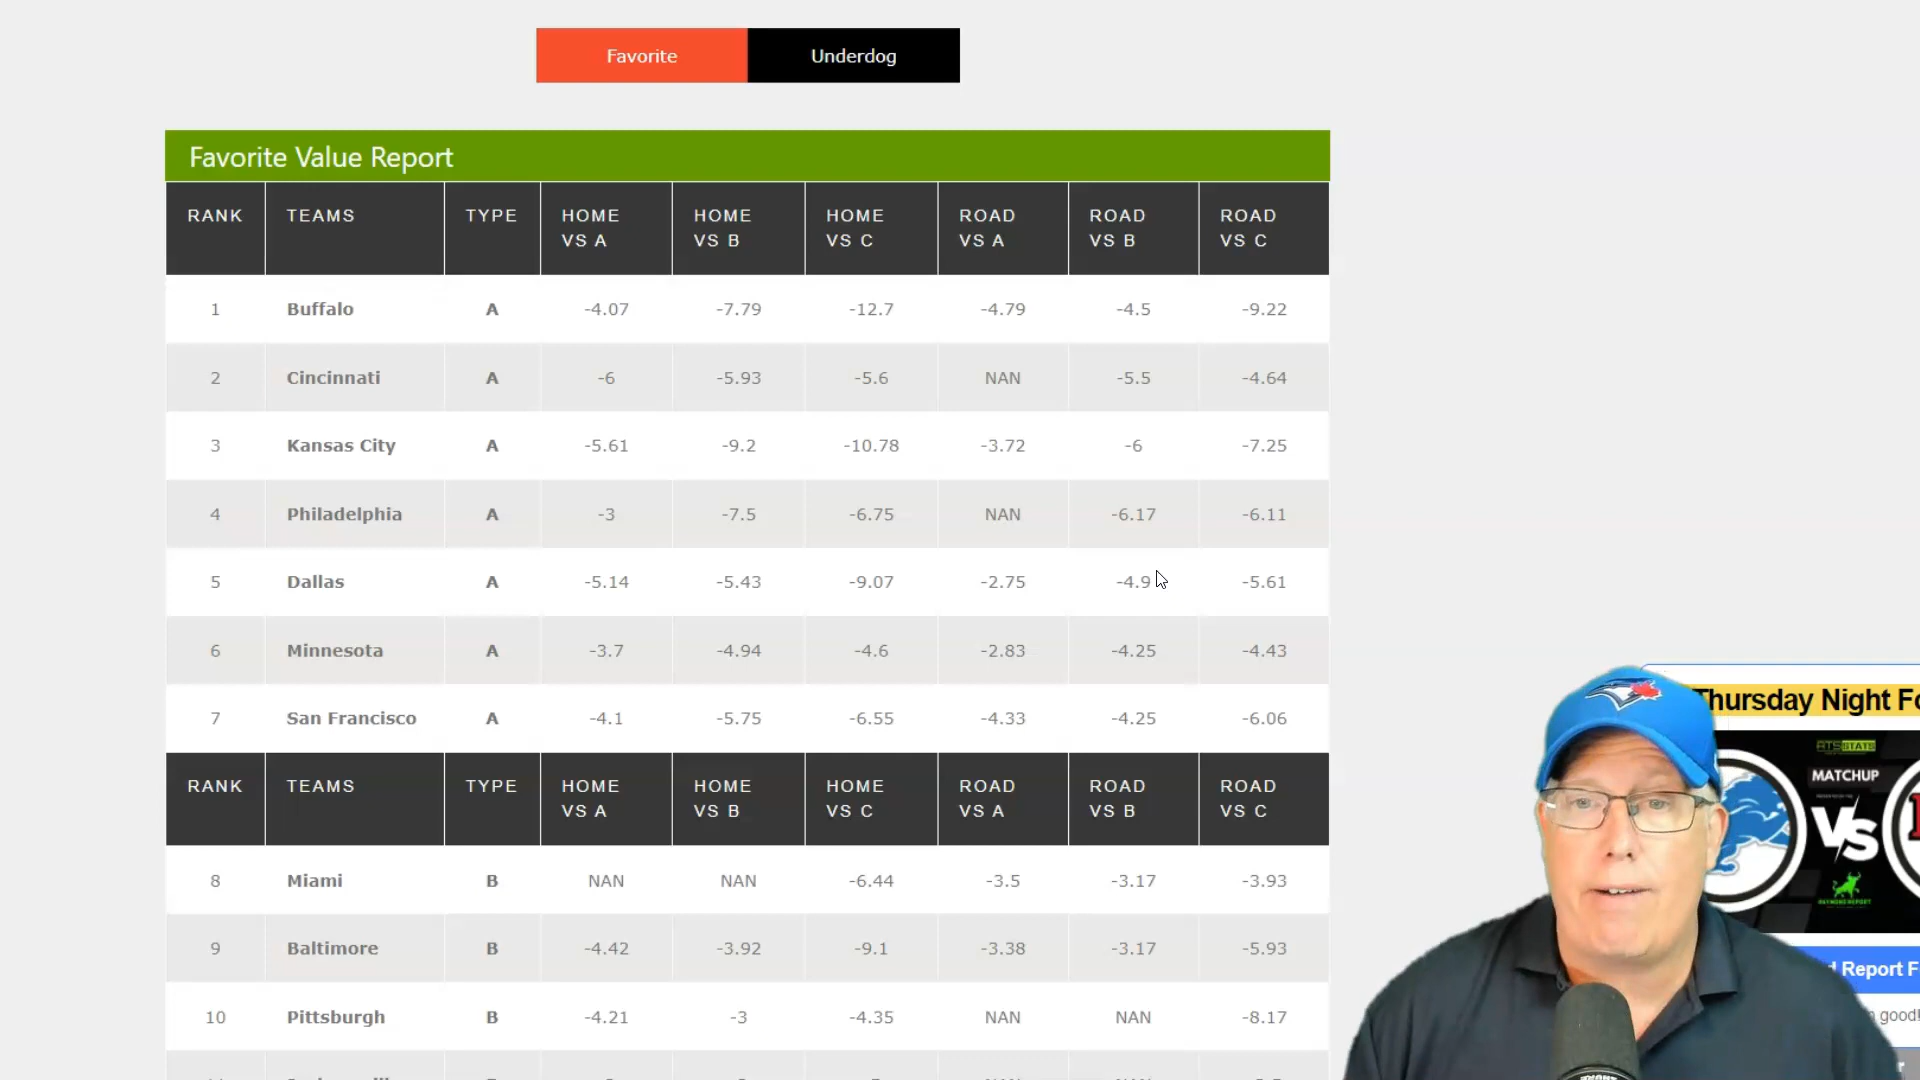 Favorite Underdog
Favorite Value Report
RANK TEAMS TYPE HOME VS A HOME VS B HOME VS C ROAD VS A ROAD VS B ROAD VS C
1 Buffalo A -4.07 -7.79 -12.7 -4.79 -4.5 -9.22
2 Cincinnati A -6 -5.93 -5.6 NAN -5.5 -4.64
3 Kansas City A -5.61 -9.2 -10.78 -3.72 -6 -7.25
4 Philadelphia A -3 -7.5 -6.75 NAN -6.17 -6.11
5 Dallas A -5.14 -5.43 -9.07 -2.75 -4.9 -5.61
6 Minnesota A -3.7 -4.94 -4.6 -2.83 -4.25 -4.43
7 San Francisco A -4.1 -5.75 -6.55 -4.33 -4.25 -6.06
RANK TEAMS TYPE HOME VS A HOME VS B HOME VS C ROAD VS A ROAD VS B ROAD VS C
8 Miami B NAN NAN -6.44 -3.5 -3.17 -3.93
9 Baltimore B -4.42 -3.92 -9.1 -3.38 -3.17 -5.93
10 Pittsburgh B -4.21 -3 -4.35 NAN NAN -8.17
Thursday Night Fo
ATSSTATS
MATCHUP
VS
RAYMOND REPORT
Report F
good!